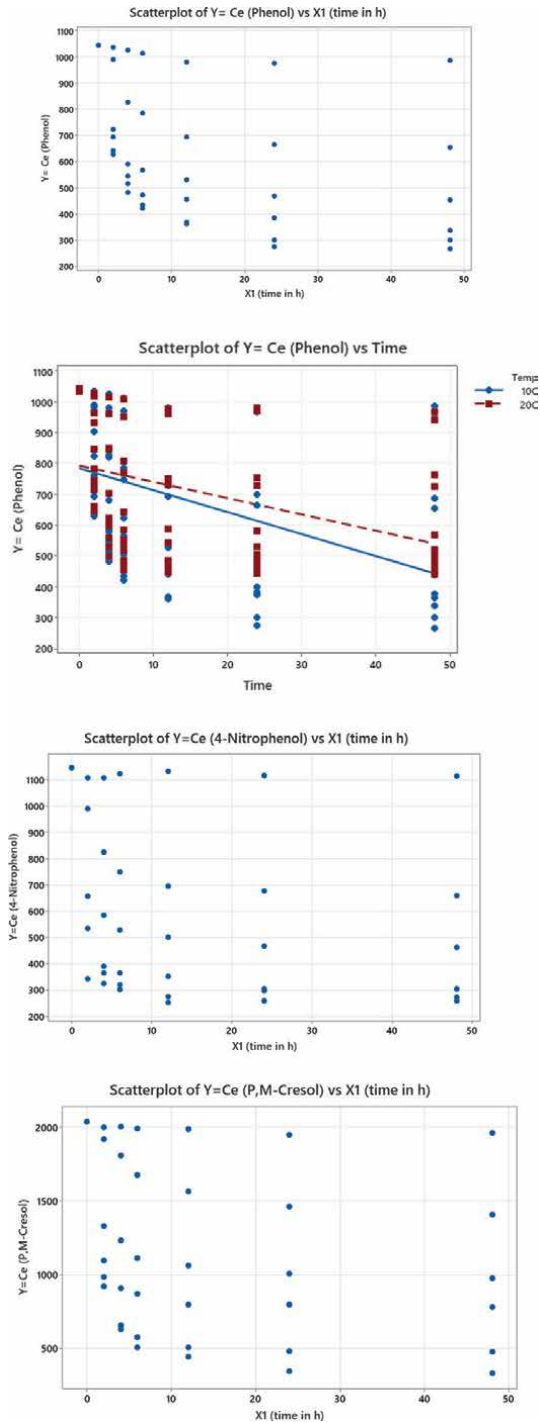 Scatterplot of Y= Ce (Phenol) vs X1 (time in h)
1100
1000
900
800
700
600
500
400
300
200
Y= Ce (Phenol)
0 10 20 30 40 50
X1 (time in h)
Scatterplot of Y= Ce (Phenol) vs Time
1100
1000
900
800
700
600
500
400
300
200
Y= Ce (Phenol)
0 10 20 30 40 50
Time
Temp
10C
20C
Scatterplot of Y=Ce (4-Nitrophenol) vs X1 (time in h)
1100
1000
900
800
700
600
500
400
300
200
Y=Ce (4-Nitrophenol)
0 10 20 30 40 50
X1 (time in h)
Scatterplot of Y=Ce (P,M-Cresol) vs X1 (time in h)
2000
1500
1000
500
Y=Ce (P,M-Cresol)
0 10 20 30 40 50
X1 (time in h)